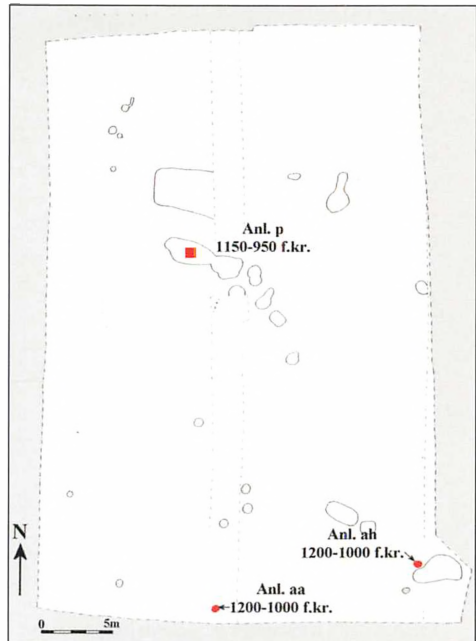 Anl. p
1150-950 f.kr.
N
Anl. ah
1200-1000 f.kr.
Anl. aa
1200-1000 f.kr.
0 5m